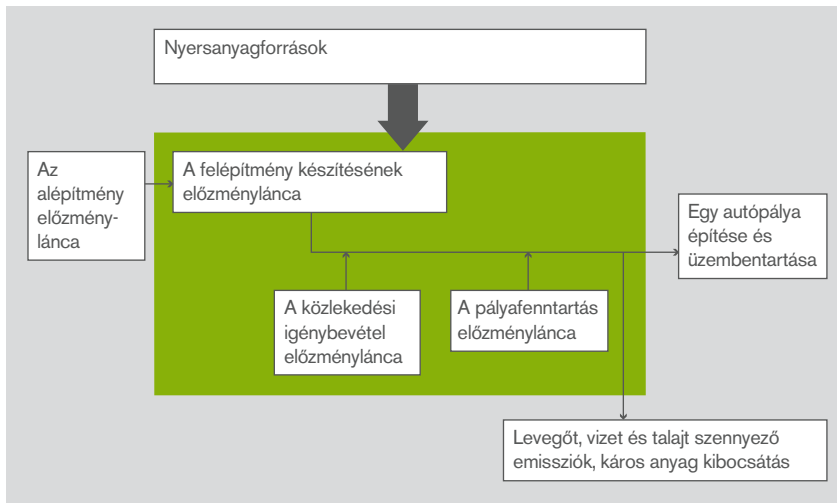 Nyersanyagforrások
Az
alépítmény
előzmény-
lánca
A felépítmény készítésének
előzménylánca
Egy autópálya
építése és
üzembentartása
A közlekedési
igénybevétel
előzménylánca
A pályafenntartás
előzménylánca
Levegőt, vizet és talajt szennyező
emissziók, káros anyag kibocsátás